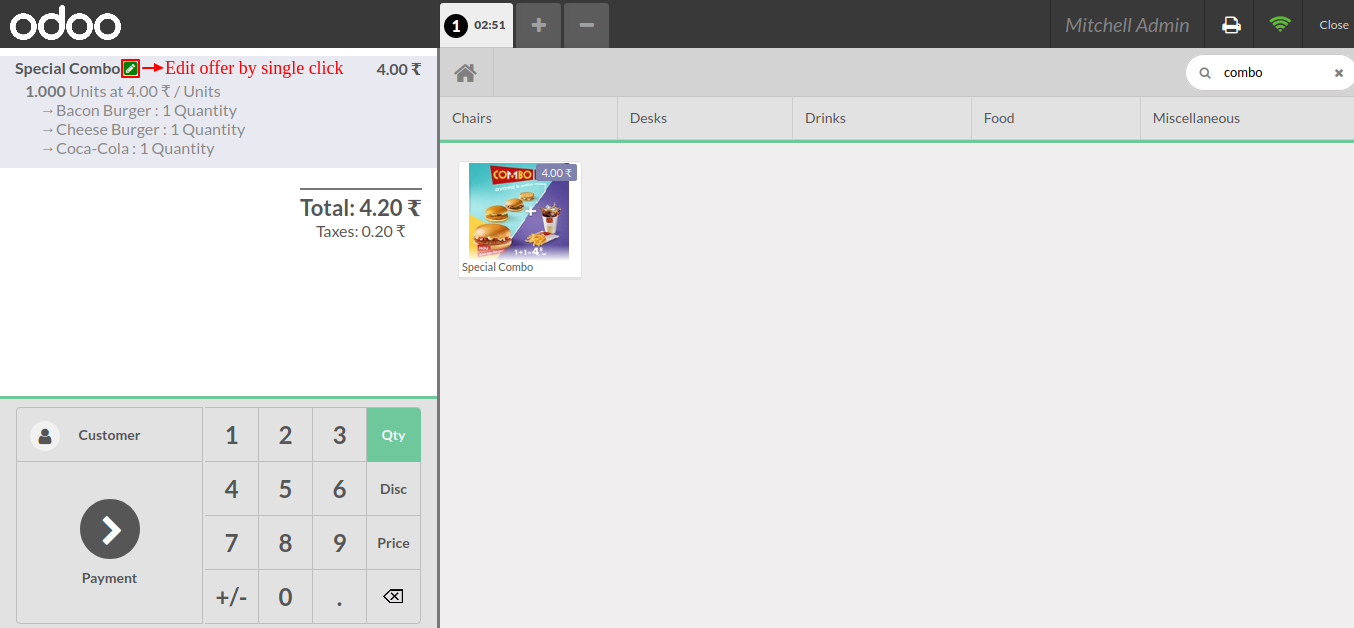 odoo
1 02:51 + −
Mitchell Admin
Close
Special Combo → Edit offer by single click 4.00 ₹
1.000 Units at 4.00 ₹ / Units
→ Bacon Burger : 1 Quantity
→ Cheese Burger : 1 Quantity
→ Coca-Cola : 1 Quantity
Total: 4.20 ₹
Taxes: 0.20 ₹
Customer
Payment
1 2 3 Qty
4 5 6 Disc
7 8 9 Price
+/- 0 .
combo
Chairs Desks Drinks Food Miscellaneous
COMBO
4.00 ₹
Special Combo